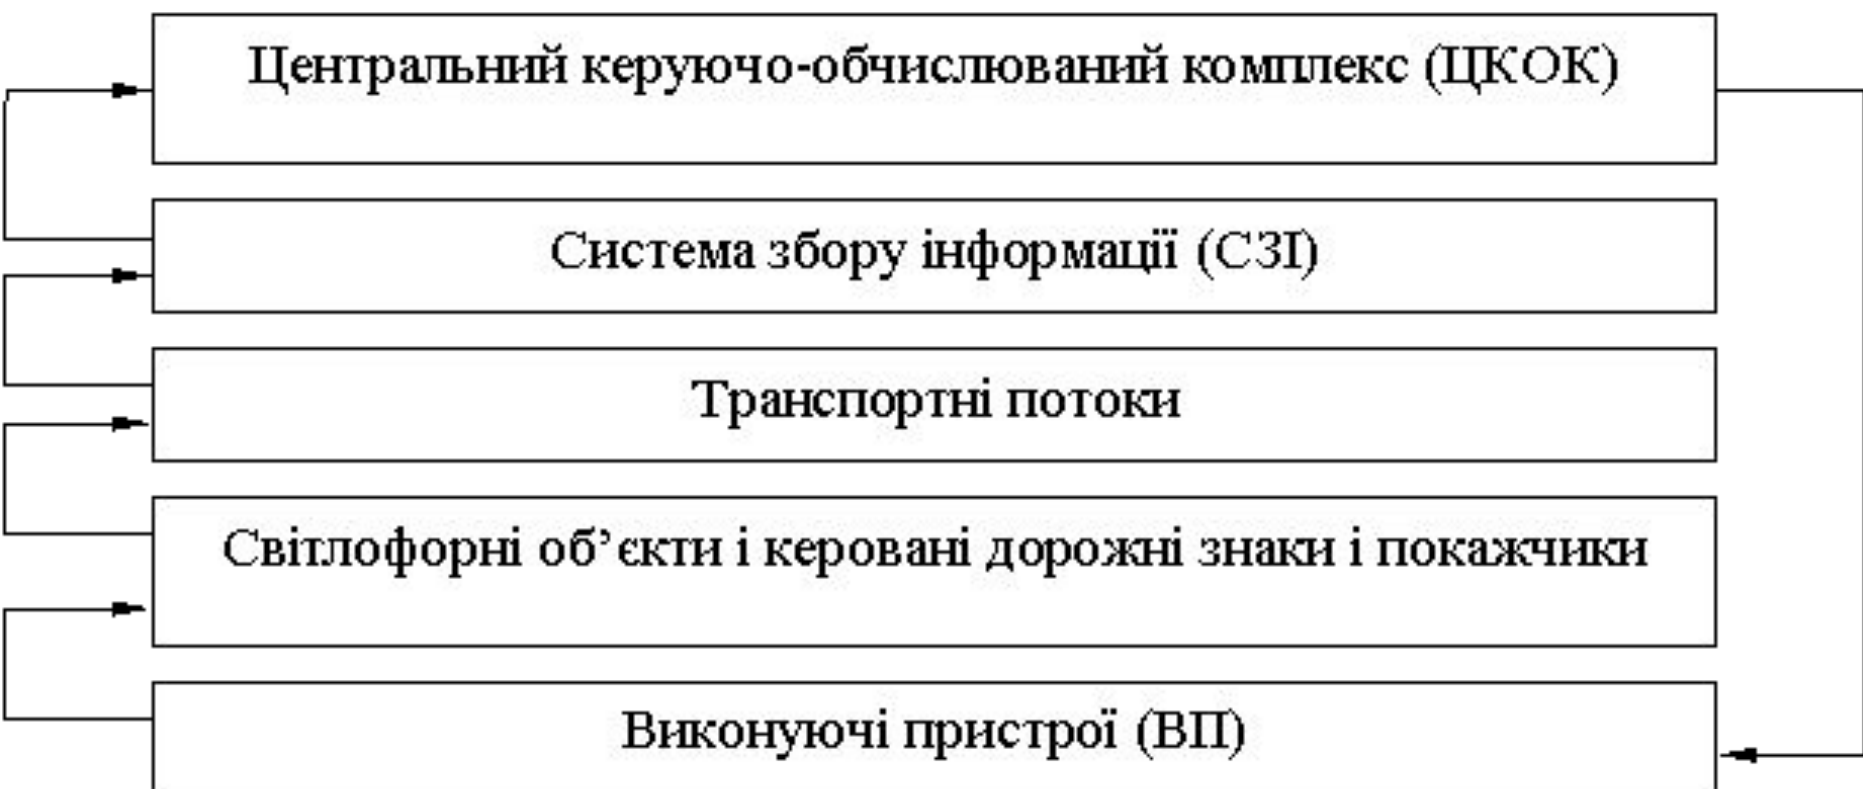 Центральний керуючо-обчислюваний комплекс (ЦКОК)
Система збору інформації (СЗІ)
Транспортні потоки
Світлофорні об’єкти і керовані дорожні знаки і покажчики
Виконуючі пристрої (ВП)